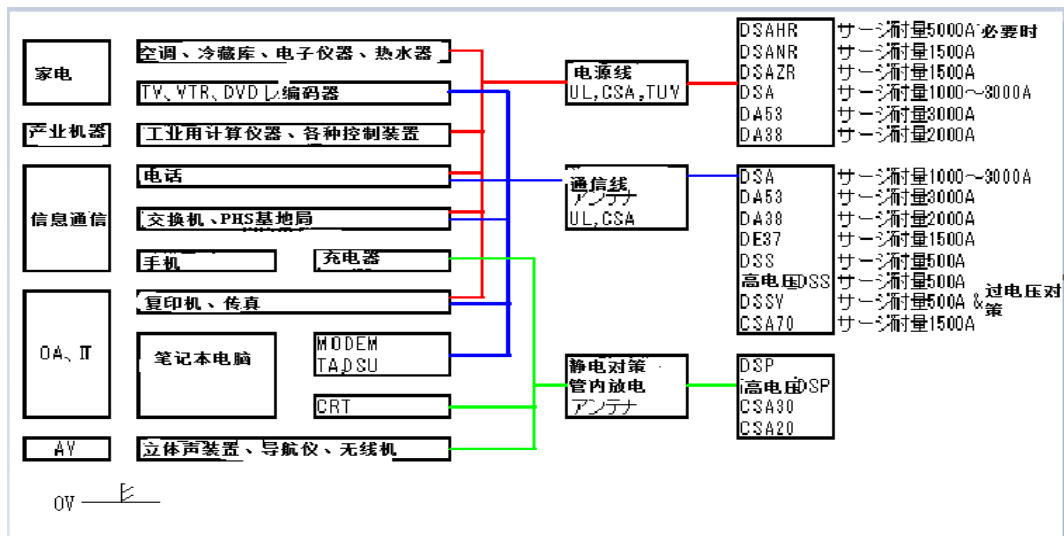 家电
空调、冷藏库、电子仪器、热水器
TV、VTR、DVD レ编码器
产业机器
工业用计算仪器、各种控制装置
信息通信
电话
交换机、PHS基地局
手机
充电器
OA、IT
复印机、传真
笔记本电脑
MODEM
TA,DSU
CRT
AV
立体声装置、导航仪、无线机
0V
电源线
UL,CSA,TUV
通信线
アンテナ
UL,CSA
静电对策
管内放电
アンテナ
DSAHR サージ耐量5000A 必要时
DSANR サージ耐量1500A
DSAZR サージ耐量1500A
DSA サージ耐量1000～3000A
DA53 サージ耐量3000A
DA38 サージ耐量2000A
DSA サージ耐量1000～3000A
DA53 サージ耐量3000A
DA38 サージ耐量2000A
DE37 サージ耐量1500A
DSS サージ耐量500A
高电压DSS サージ耐量500A
DSSV サージ耐量500A & 过电压对策
CSA70 サージ耐量1500A
DSP
高电压DSP
CSA30
CSA20